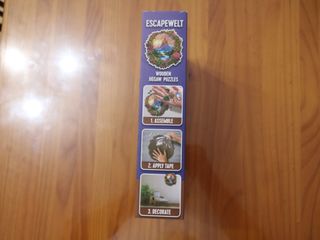 ESCAPEWELT
WOODEN
JIGSAW PUZZLES
1. ASSEMBLE
2. APPLY TAPE
3. DECORATE